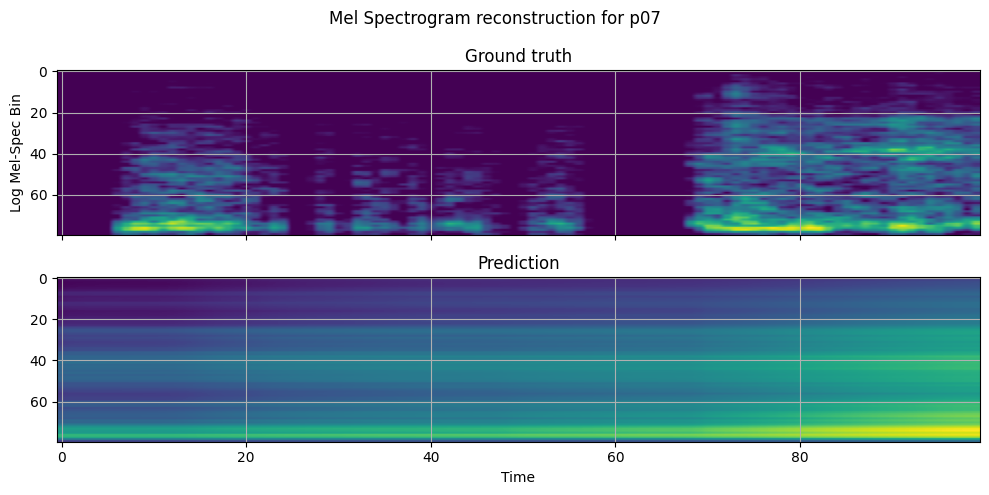 Mel Spectrogram reconstruction for p07
Ground truth
0
20
40
60
Log Mel-Spec Bin
Prediction
0
20
40
60
0 20 40 60 80
Time